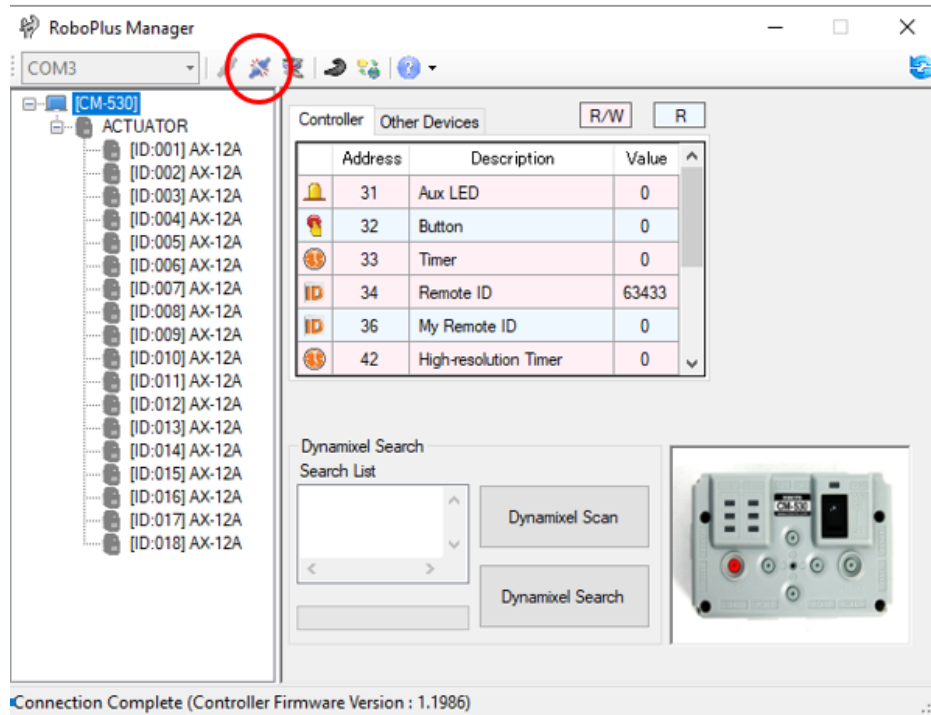 RoboPlus Manager
COM3
[CM-530]
ACTUATOR
[ID:001] AX-12A
[ID:002] AX-12A
[ID:003] AX-12A
[ID:004] AX-12A
[ID:005] AX-12A
[ID:006] AX-12A
[ID:007] AX-12A
[ID:008] AX-12A
[ID:009] AX-12A
[ID:010] AX-12A
[ID:011] AX-12A
[ID:012] AX-12A
[ID:013] AX-12A
[ID:014] AX-12A
[ID:015] AX-12A
[ID:016] AX-12A
[ID:017] AX-12A
[ID:018] AX-12A
Controller Other Devices R/W R
Address Description Value
31 Aux LED 0
32 Button 0
33 Timer 0
ID 34 Remote ID 63433
ID 36 My Remote ID 0
42 High-resolution Timer 0
Dynamixel Search
Search List
Dynamixel Scan
Dynamixel Search
CM-530
Connection Complete (Controller Firmware Version : 1.1986)